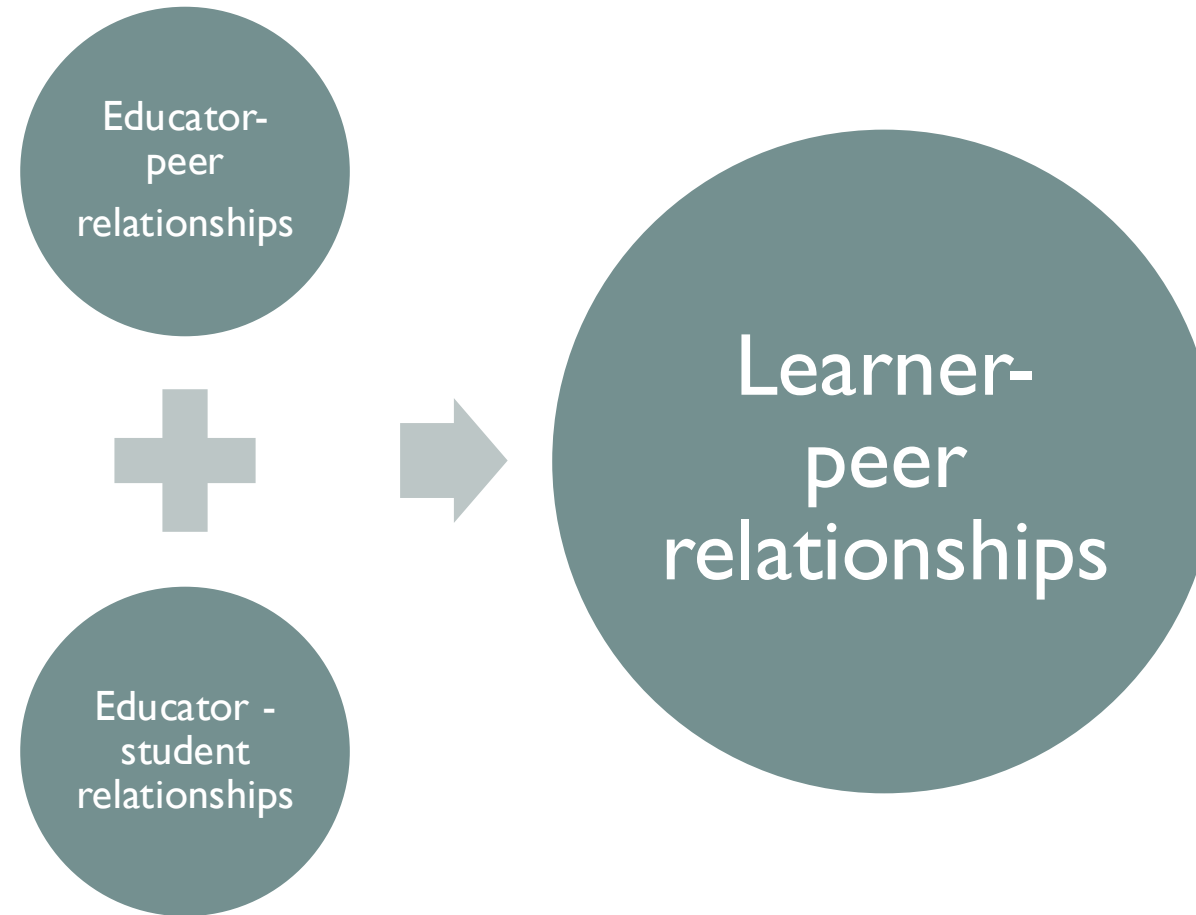 Educator-
peer
relationships
Educator -
student
relationships
Learner-
peer
relationships